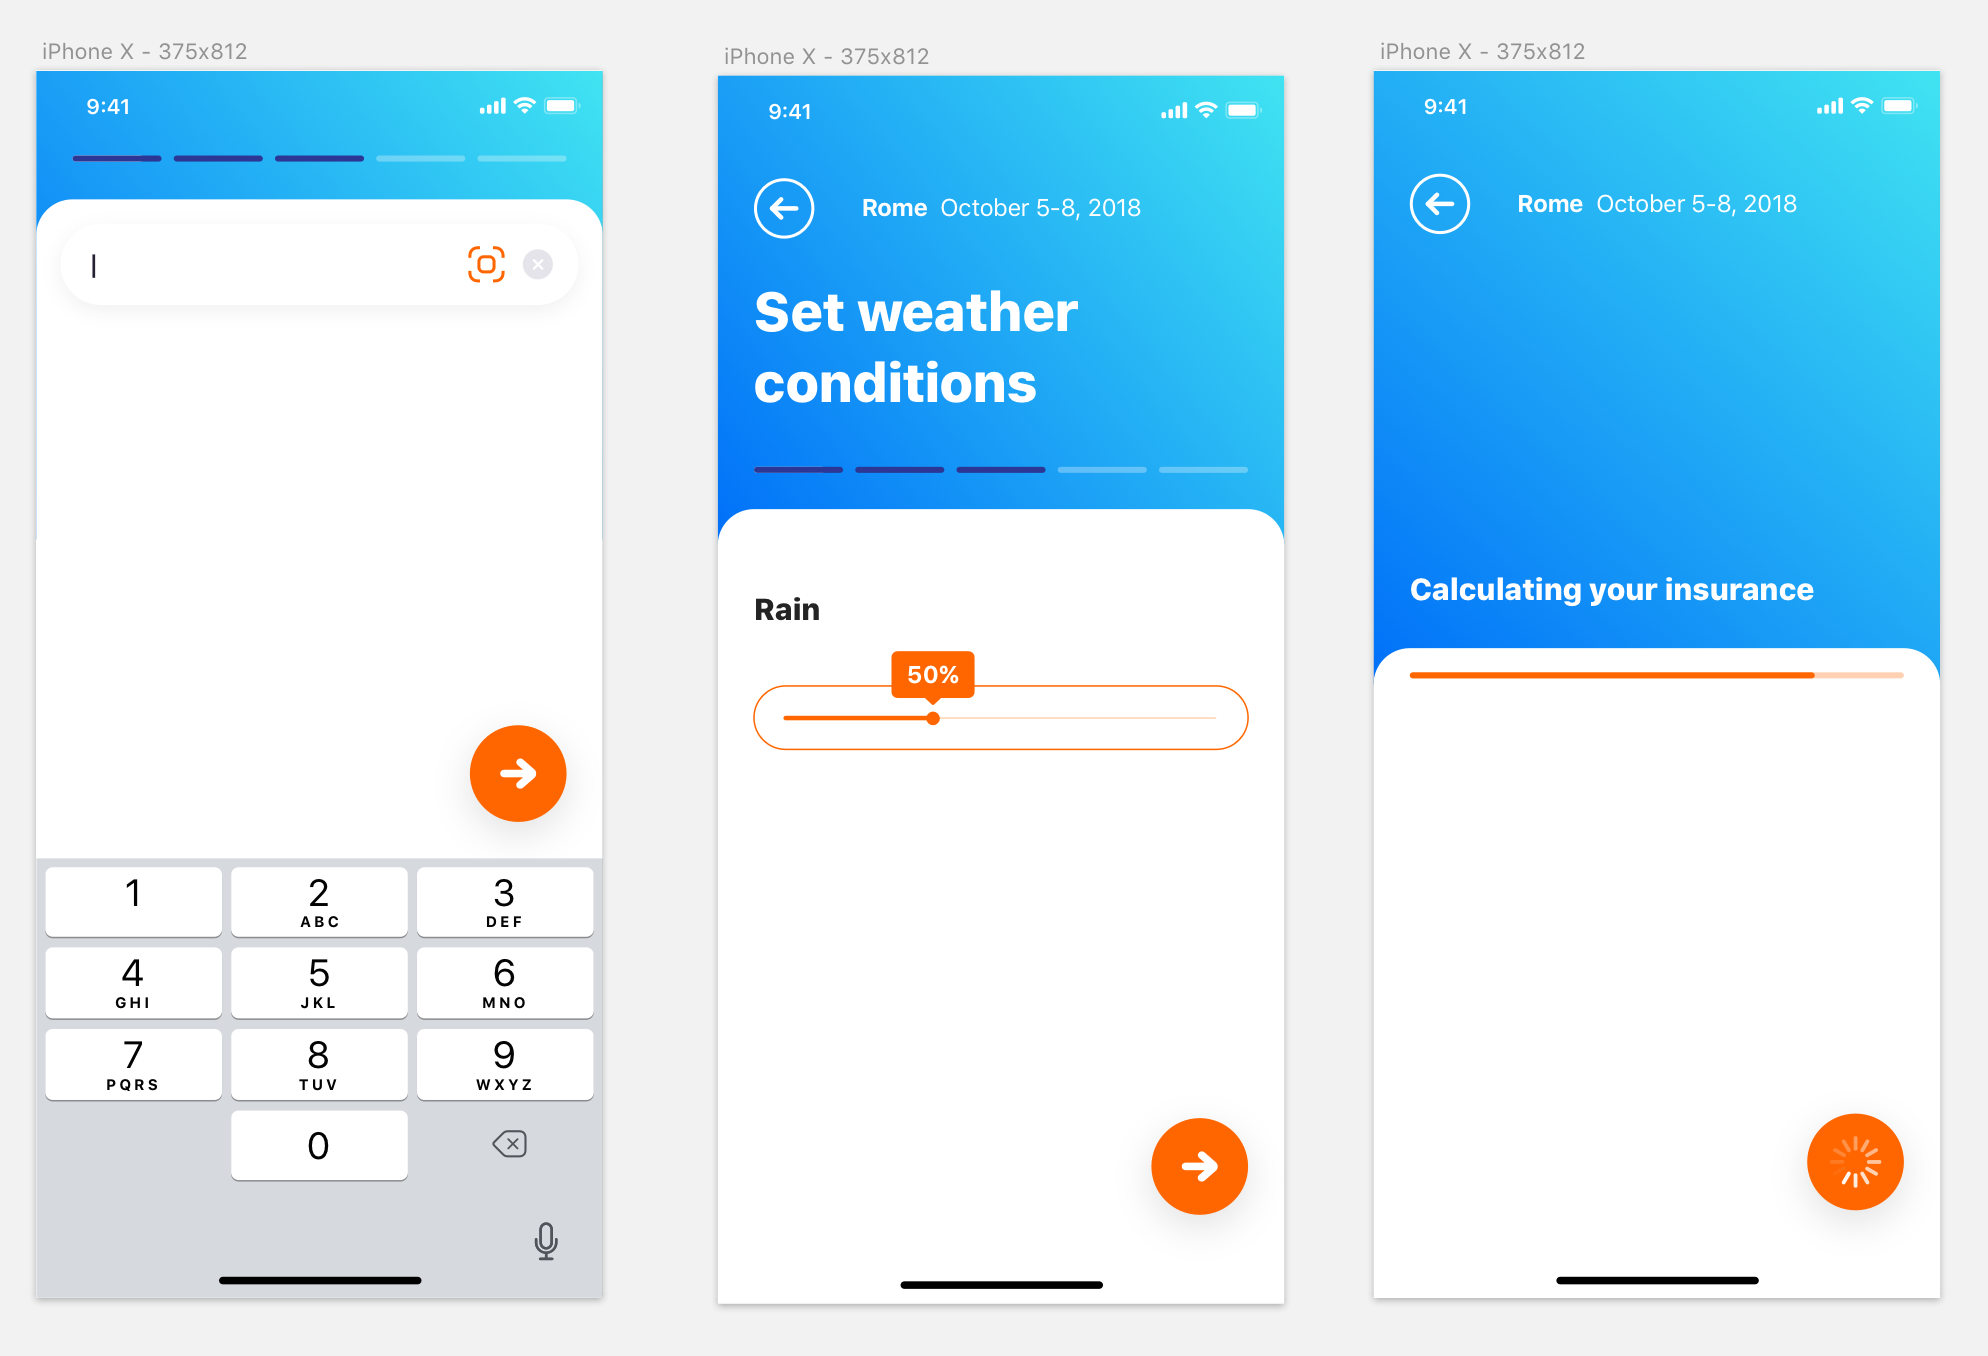 iPhone X - 375x812
9:41
1
2
ABC
3
DEF
4
GHI
5
JKL
6
MNO
7
PQRS
8
TUV
9
WXYZ
0
iPhone X - 375x812
9:41
Rome October 5-8, 2018
Set weather
conditions
Rain
50%
iPhone X - 375x812
9:41
Rome October 5-8, 2018
Calculating your insurance